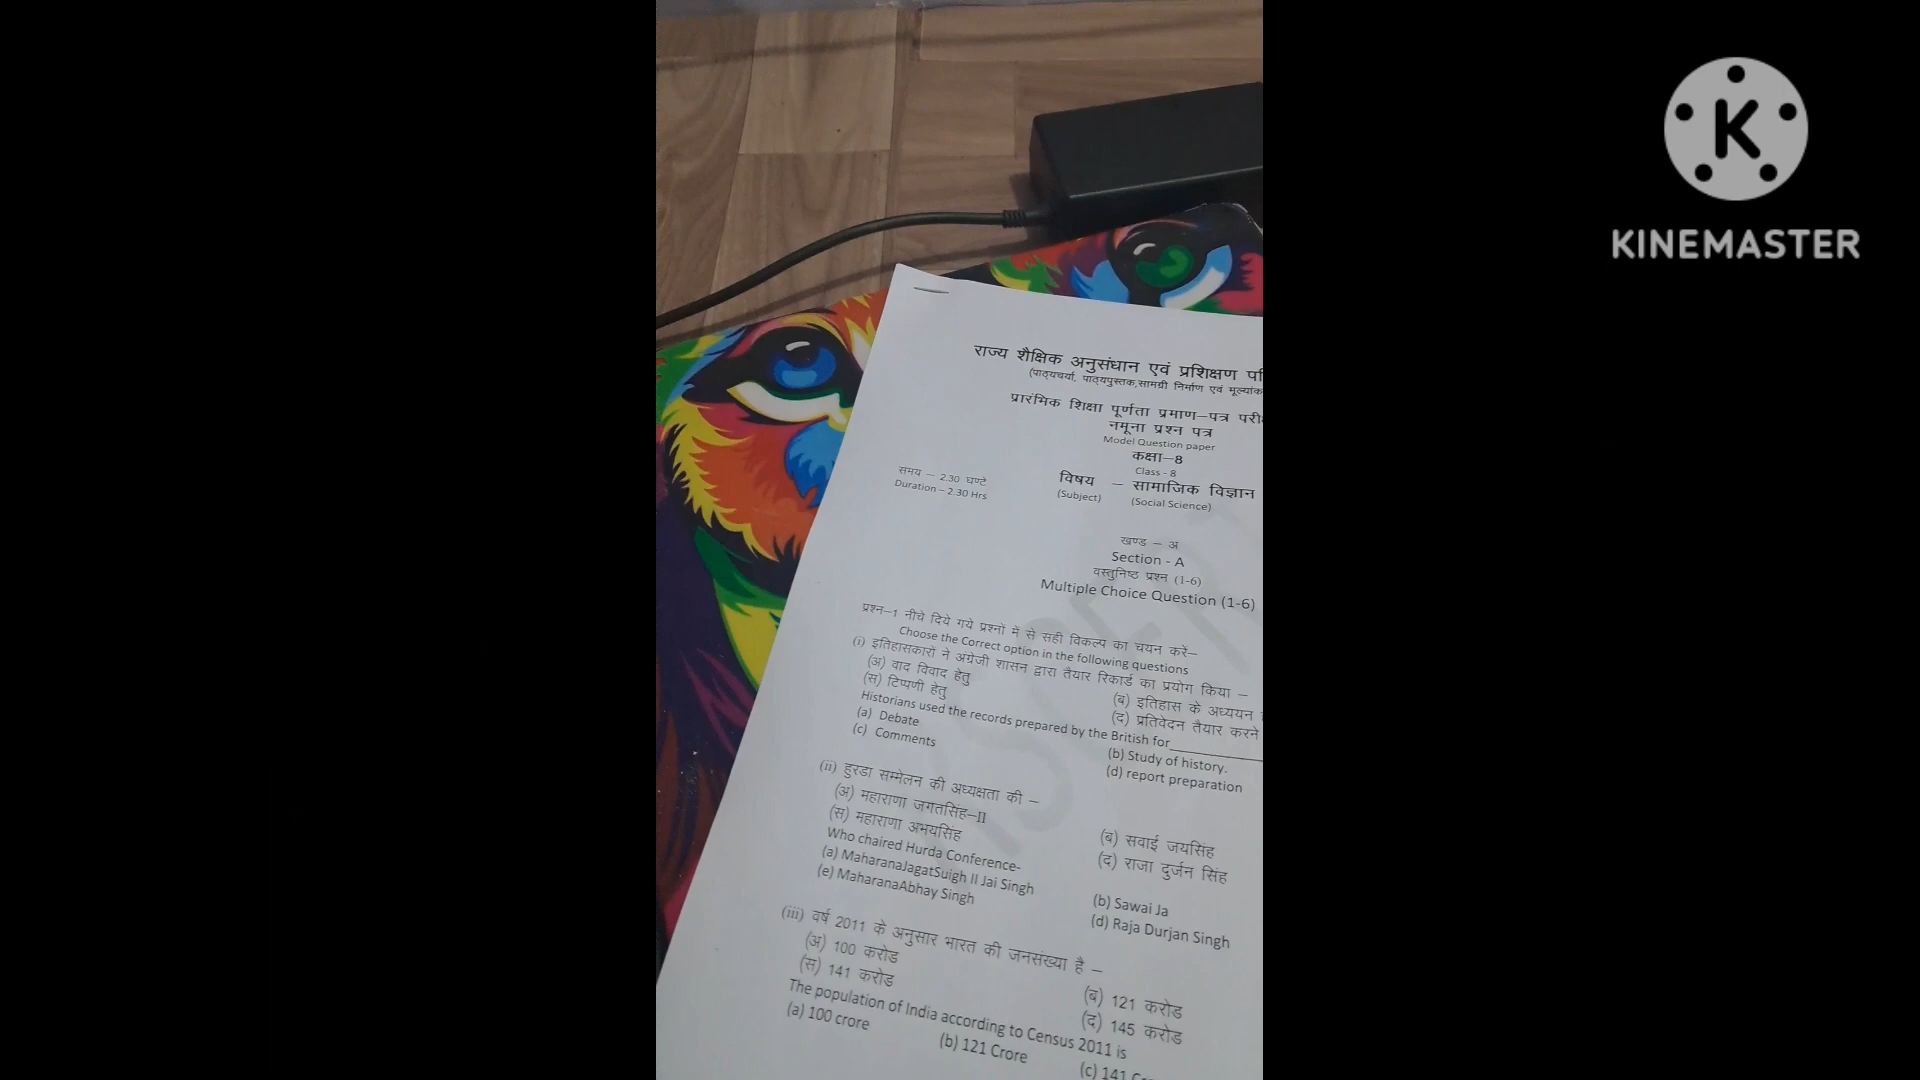 राज्य शैक्षिक अनुसंधान एवं प्रशिक्षण
(पाठ्यचर्या, पाठ्यपुस्तक,सामग्री निर्माण एवं
प्रारंमिक शिक्षा पूर्णता प्रमाण–पत्र
नमूना प्रश्न पत्र
Model Question paper
कक्षा–8
Class - 8
समय – 2.30 घण्टे
Duration – 2.30 Hrs
विषय – सामाजिक विज्ञान
(Subject) (Social Science)
खण्ड – अ
Section - A
वस्तुनिष्ठ प्रश्न (1-6)
Multiple Choice Question (1-6)
प्रश्न–1 नीचे दिये गये प्रश्नों में से सही विकल्प का चयन करें–
Choose the Correct option in the following questions
(i) इतिहासकारों ने अंग्रेजी शासन द्वारा तैयार रिकार्ड का प्रयोग किया –
(अ) वाद विवाद हेतु (ब) इतिहास के अध्ययन
(स) टिप्पणी हेतु (द) प्रतिवेदन तैयार करने
Historians used the records prepared by the British for____________
(a) Debate (b) Study of history.
(c) Comments (d) report preparation
(ii) हुरडा सम्मेलन की अध्यक्षता की –
(अ) महाराणा जगतसिंह–II (ब) सवाई जयसिंह
(स) महाराणा अभयसिंह (द) राजा दुर्जन सिंह
Who chaired Hurda Conference-
(a) MaharanaJagatSuigh II Jai Singh (b) Sawai Ja
(e) MaharanaAbhay Singh (d) Raja Durjan Singh
(iii) वर्ष 2011 के अनुसार भारत की जनसंख्या है –
(अ) 100 करोड (ब) 121 करोड
(स) 141 करोड (द) 145 करोड
The population of India according to Census 2011 is
(a) 100 crore (b) 121 Crore (c) 141
K
KINEMASTER